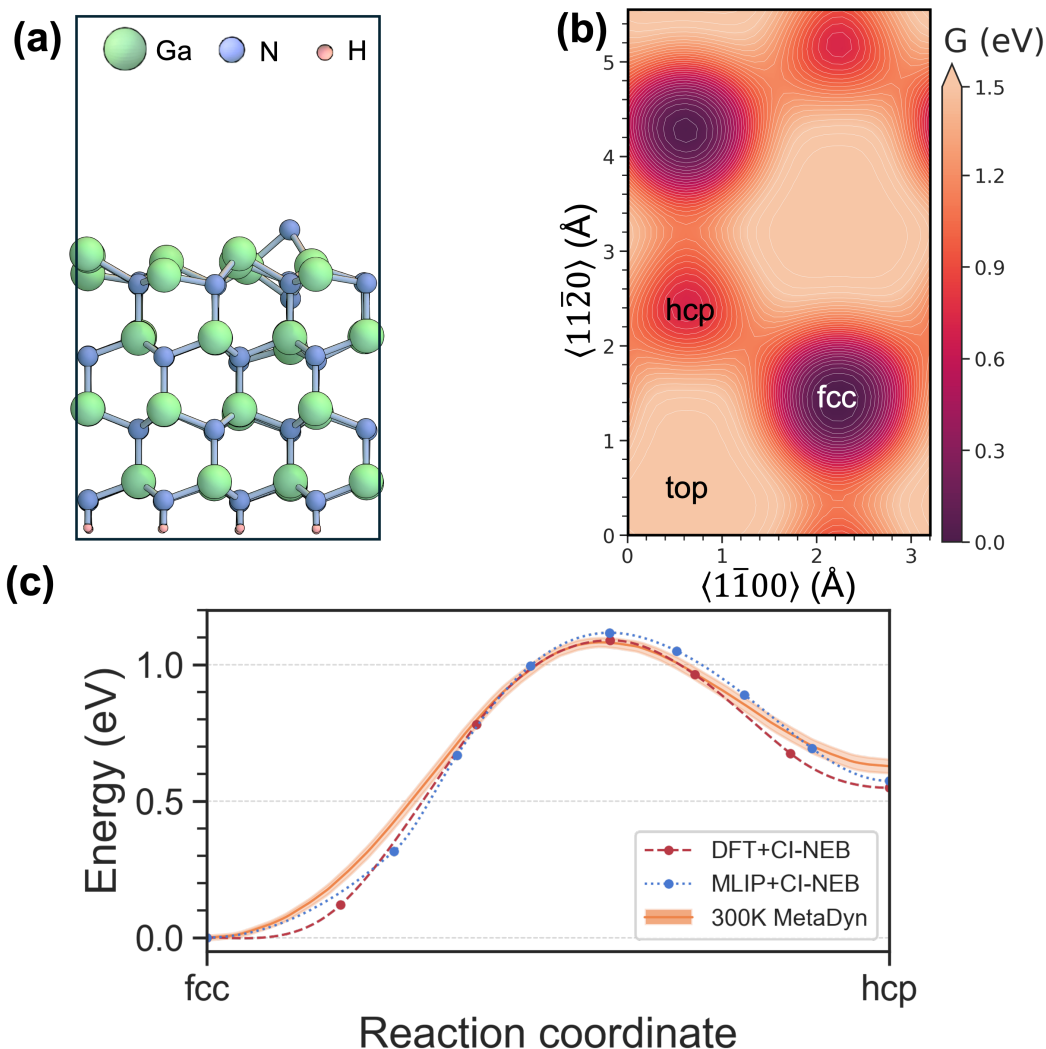 (a)
Ga N H
(b)
G (eV)
5
4
3
2
1
0
⟨112̄0⟩ (Å)
hcp
fcc
top
0 1 2 3
⟨11̄00⟩ (Å)
1.5
1.2
0.9
0.6
0.3
0.0
(c)
1.0
0.5
0.0
Energy (eV)
DFT+CI-NEB
MLIP+CI-NEB
300K MetaDyn
fcc hcp
Reaction coordinate